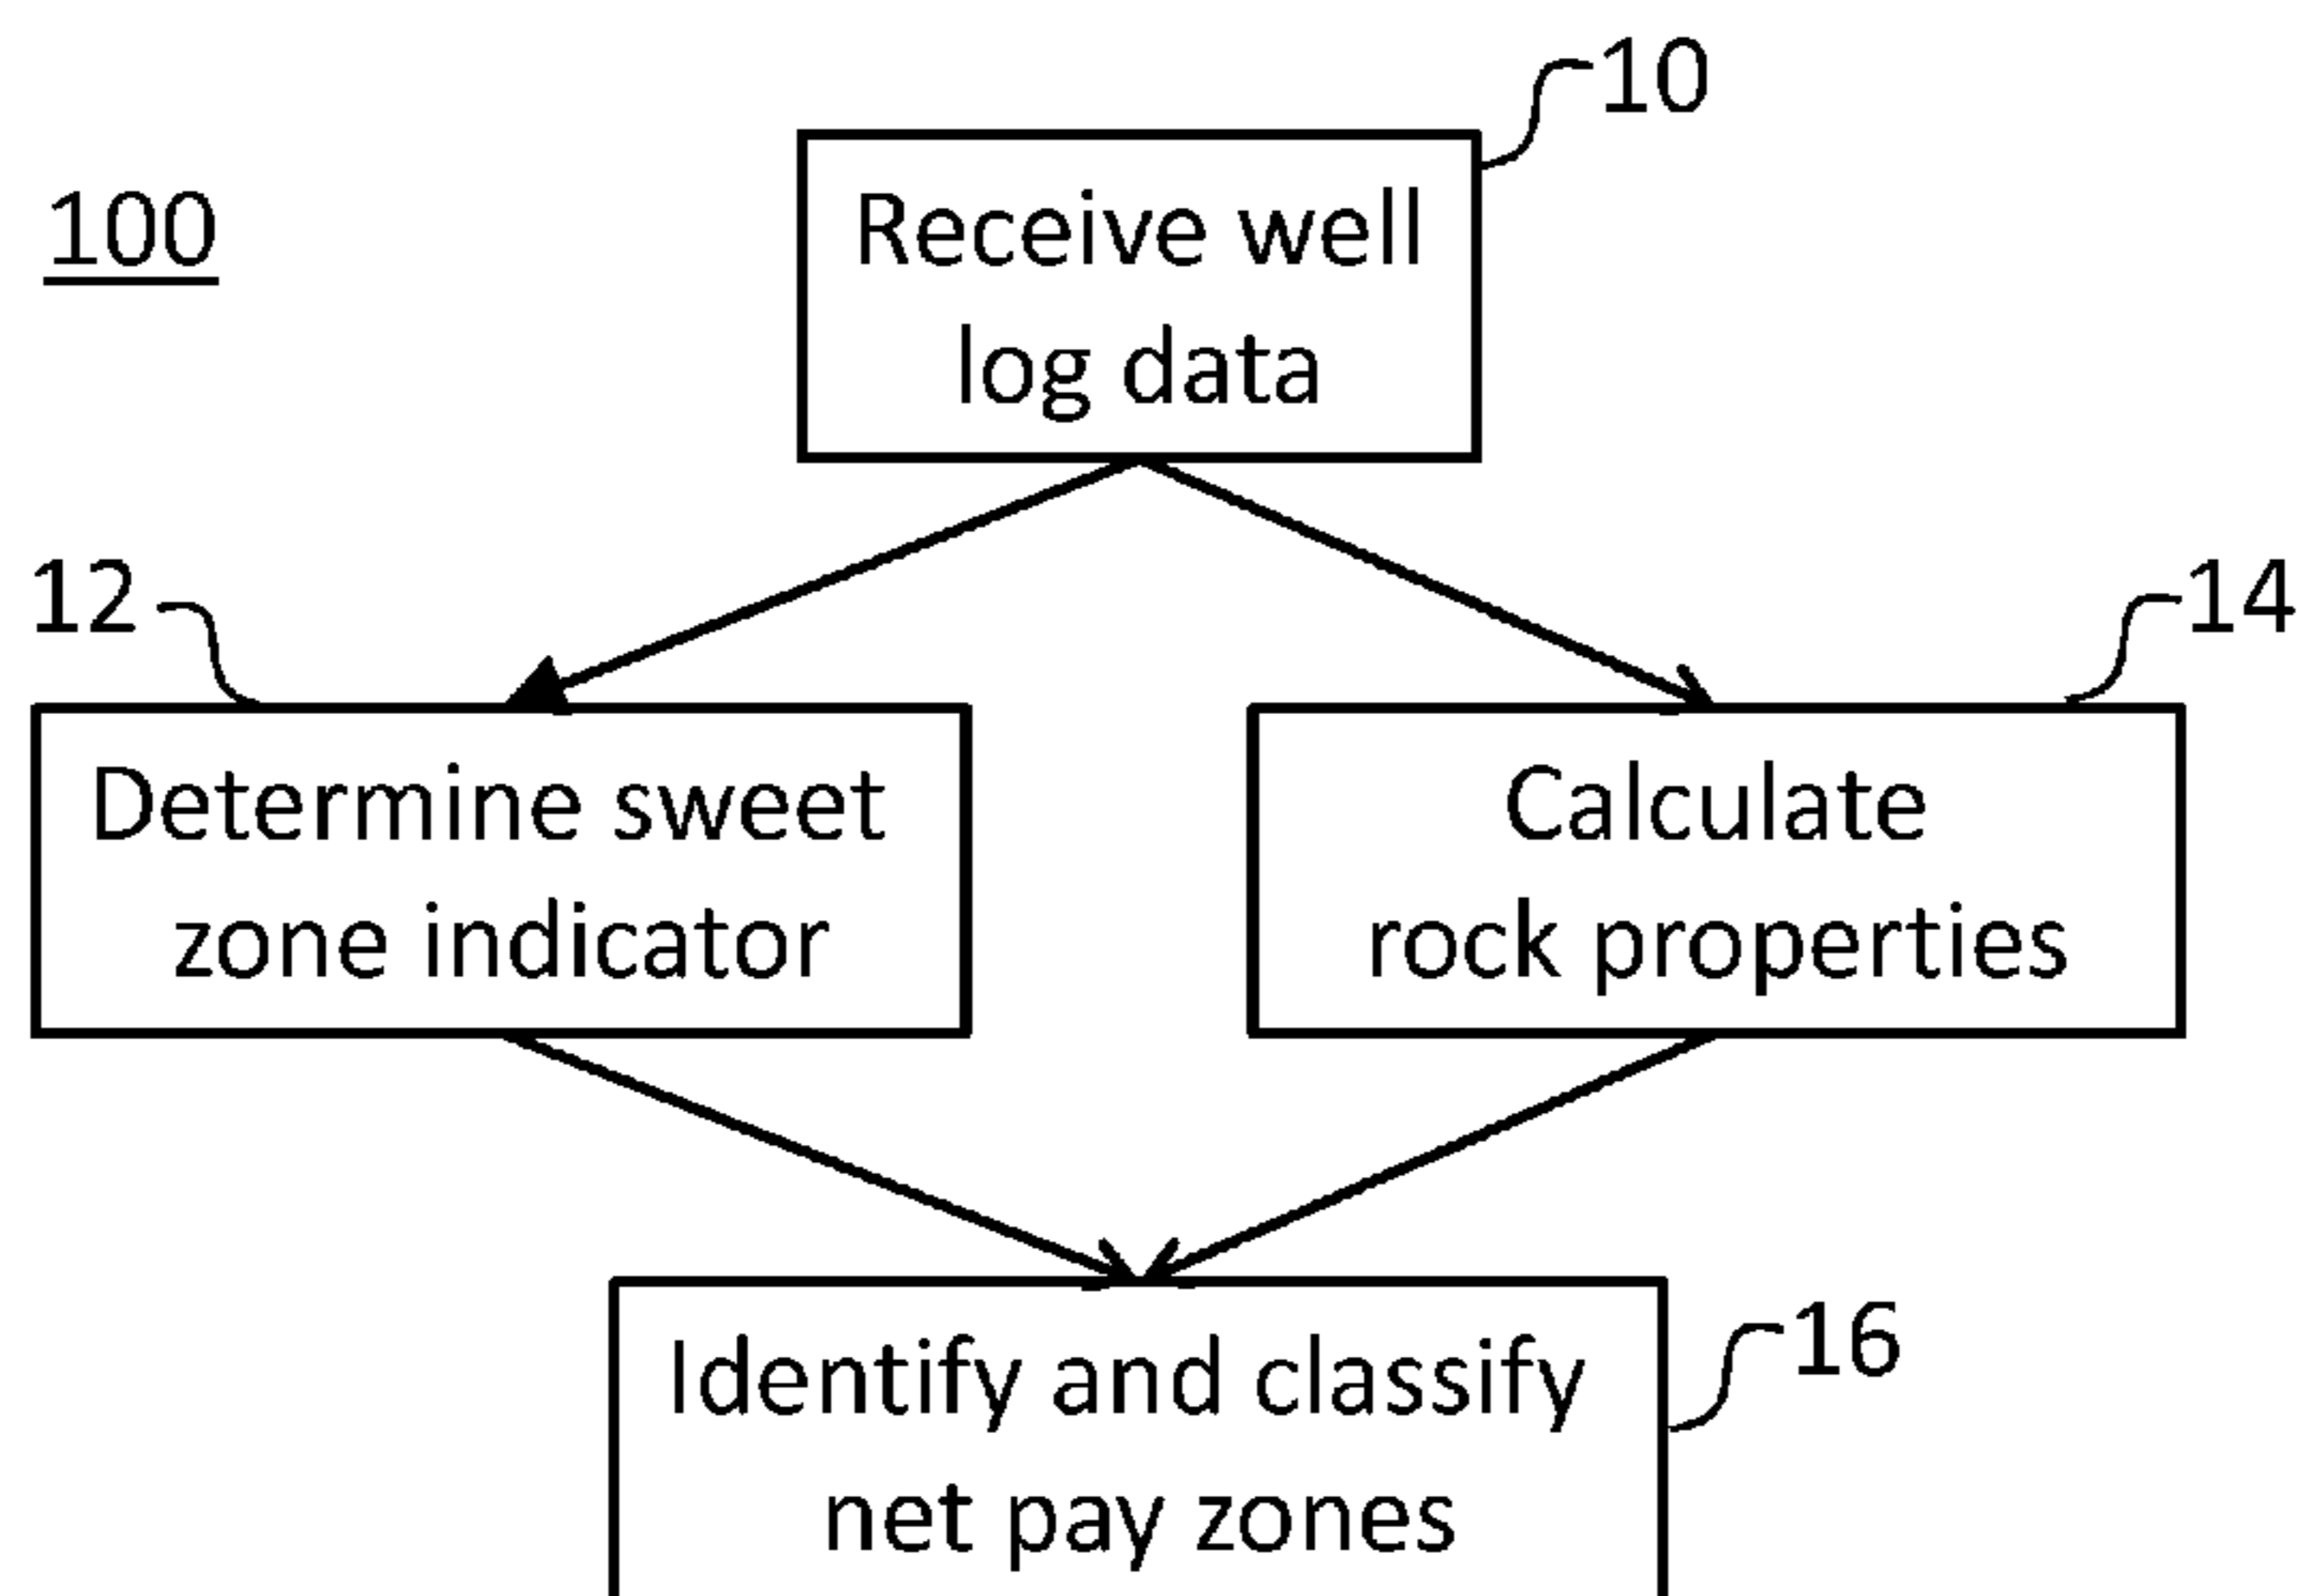 10
100
Receive well
log data
12
14
Determine sweet
zone indicator
Calculate
rock properties
Identify and classify
net pay zones
16